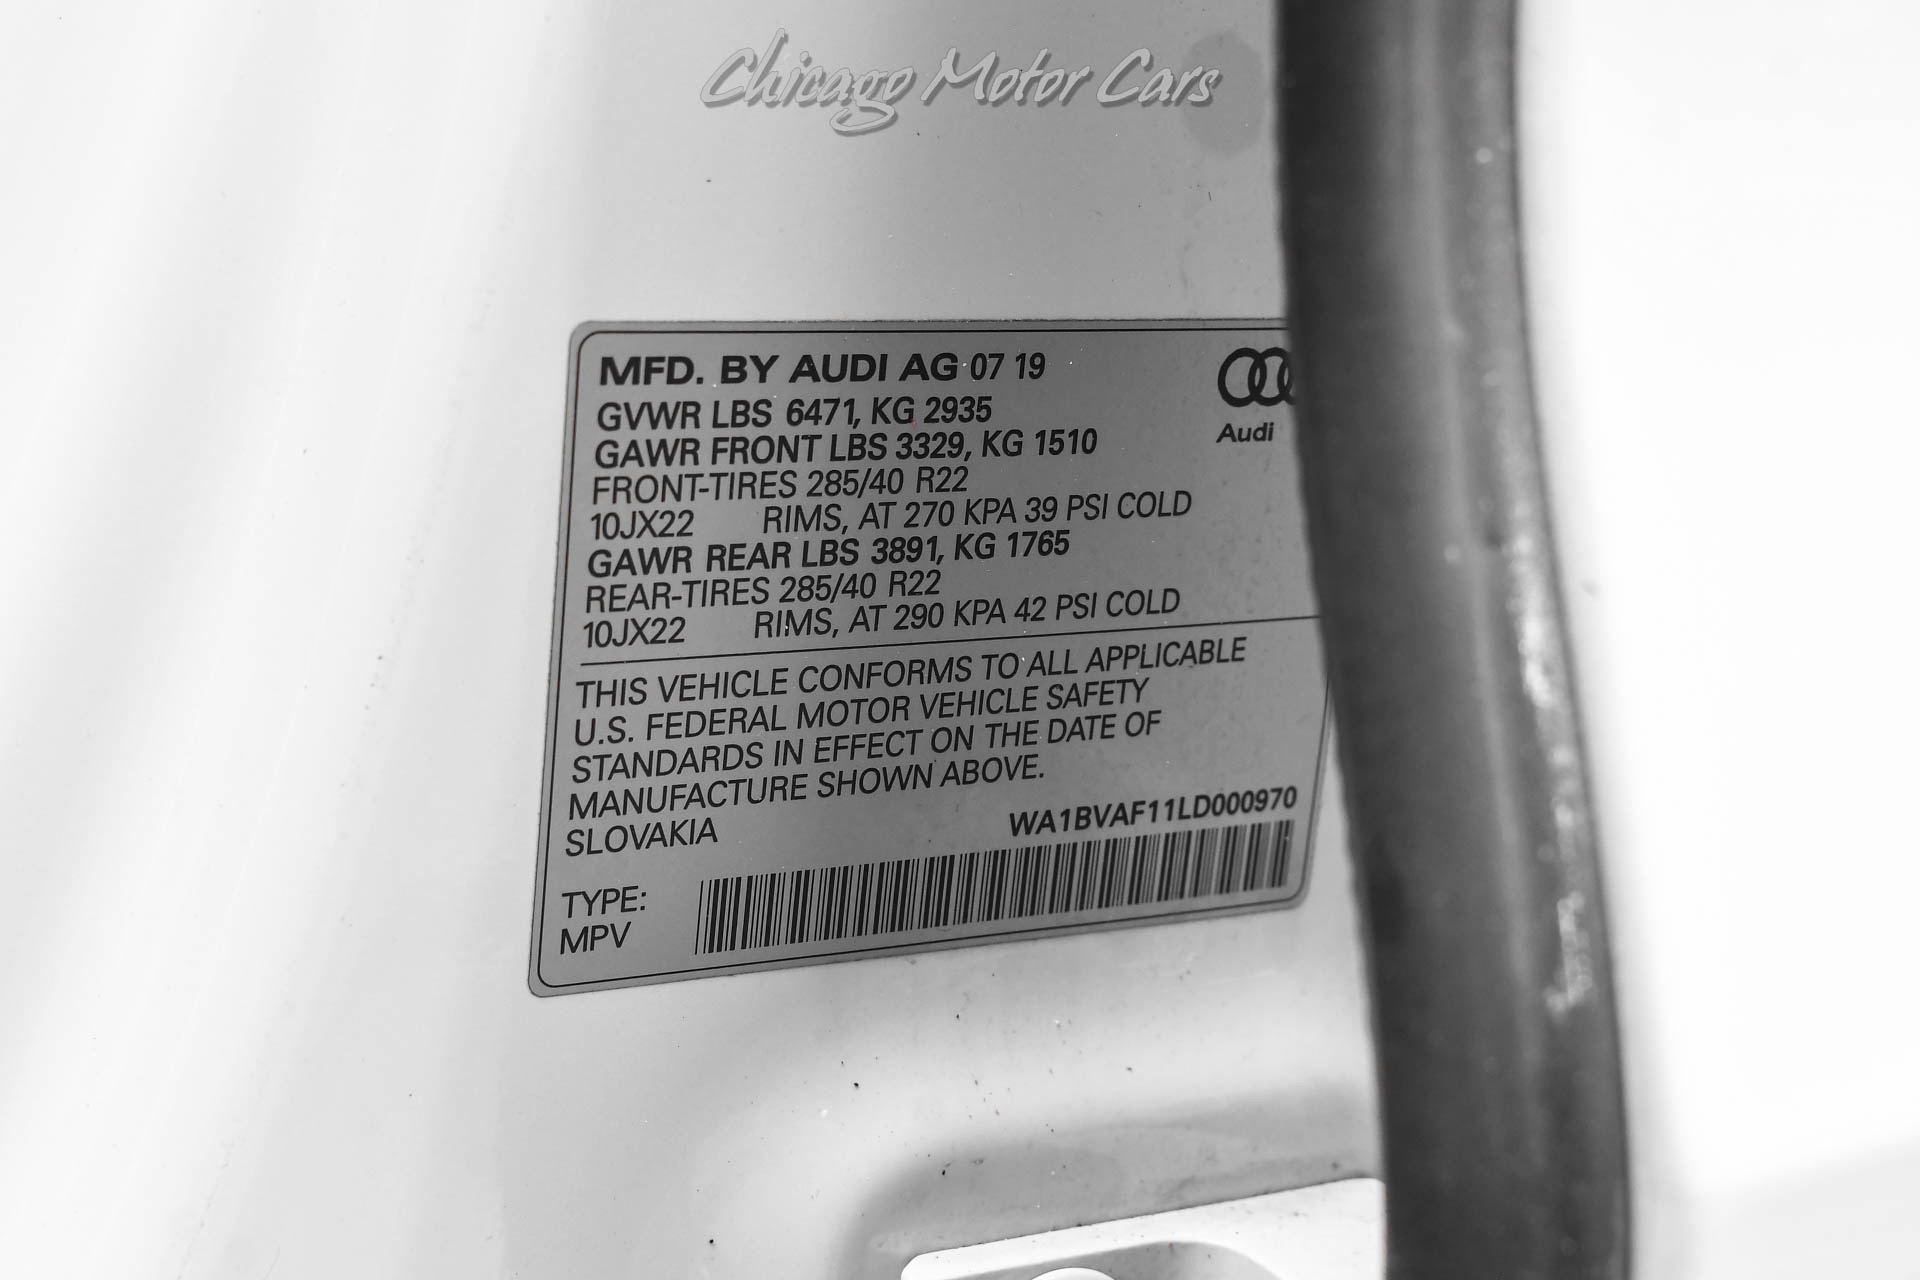 Chicago Motor Cars
MFD. BY AUDI AG 07 19
GVWR LBS 6471, KG 2935
GAWR FRONT LBS 3329, KG 1510
Audi
FRONT-TIRES 285/40 R22
10JX22 RIMS, AT 270 KPA 39 PSI COLD
GAWR REAR LBS 3891, KG 1765
REAR-TIRES 285/40 R22
10JX22 RIMS, AT 290 KPA 42 PSI COLD
THIS VEHICLE CONFORMS TO ALL APPLICABLE
U.S. FEDERAL MOTOR VEHICLE SAFETY
STANDARDS IN EFFECT ON THE DATE OF
MANUFACTURE SHOWN ABOVE.
SLOVAKIA WA1BVAF11LD000970
TYPE:
MPV